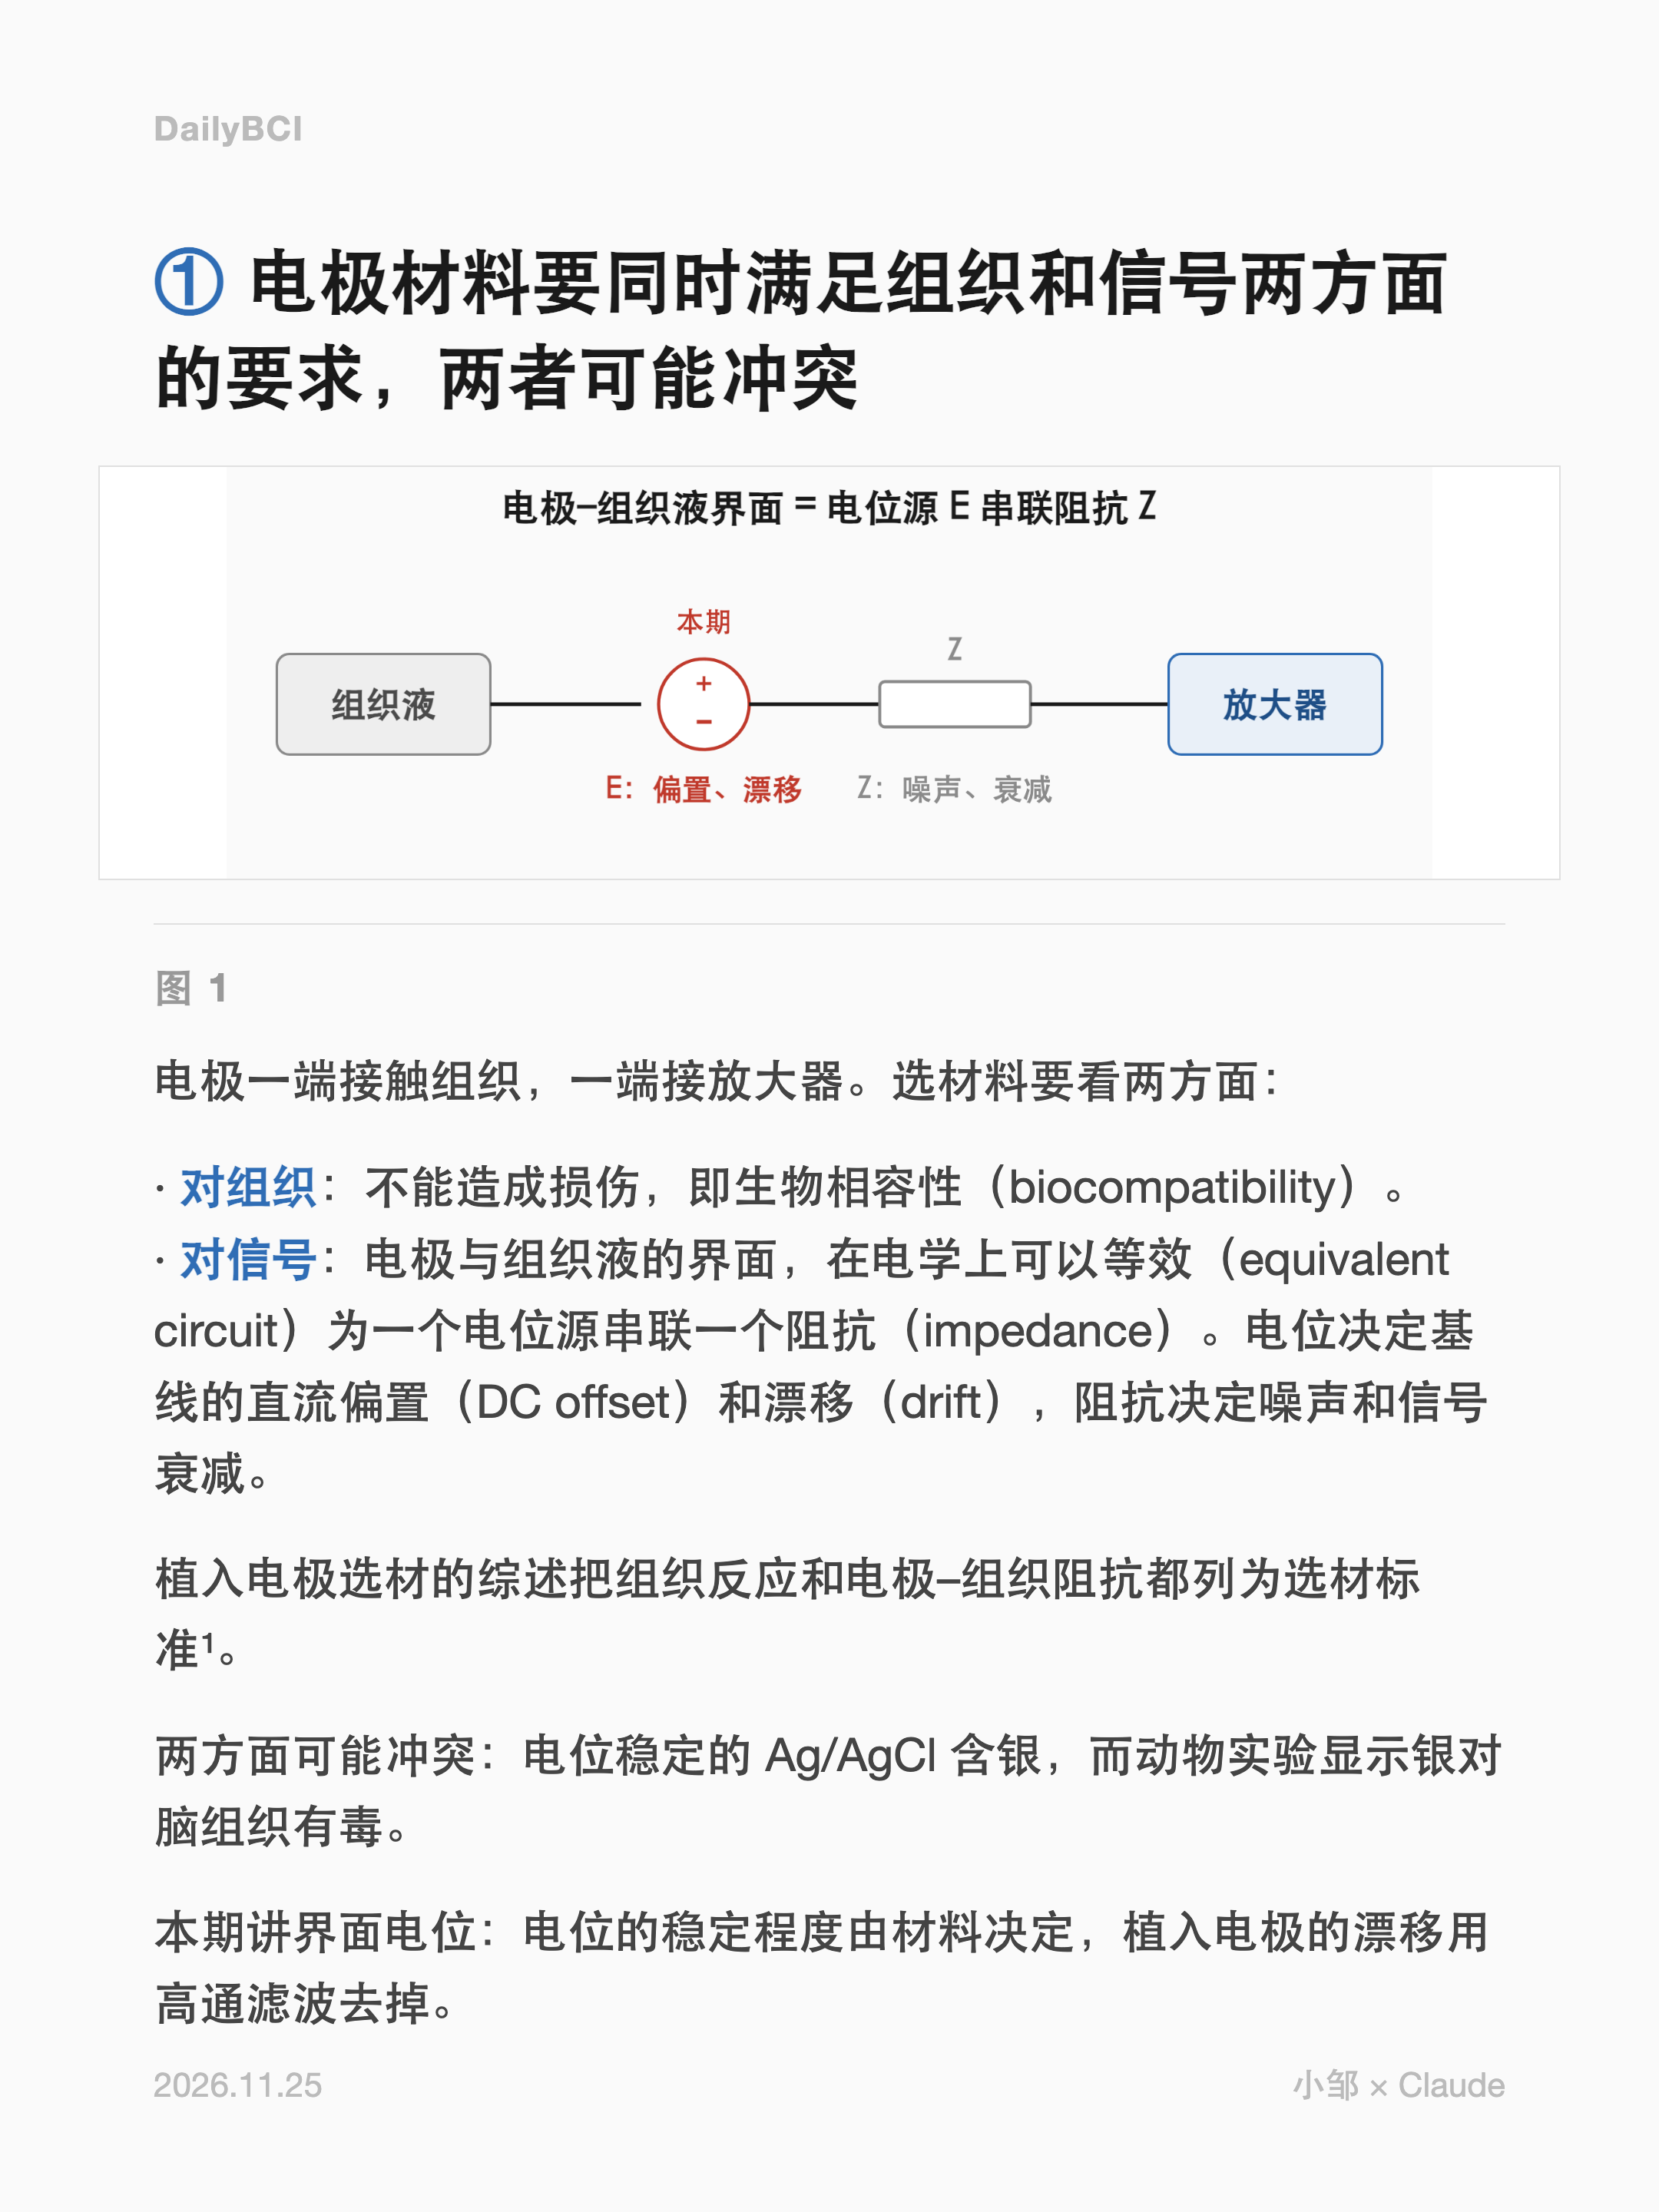 DailyBCI
① 电极材料要同时满足组织和信号两方面
的要求，两者可能冲突
电极–组织液界面 = 电位源 E 串联阻抗 Z
本期
Z
组织液
+
−
放大器
E：偏置、漂移
Z：噪声、衰减
图 1
电极一端接触组织，一端接放大器。选材料要看两方面：
· 对组织：不能造成损伤，即生物相容性（biocompatibility）。
· 对信号：电极与组织液的界面，在电学上可以等效（equivalent
circuit）为一个电位源串联一个阻抗（impedance）。电位决定基
线的直流偏置（DC offset）和漂移（drift），阻抗决定噪声和信号
衰减。
植入电极选材的综述把组织反应和电极–组织阻抗都列为选材标
准¹。
两方面可能冲突：电位稳定的 Ag/AgCl 含银，而动物实验显示银对
脑组织有毒。
本期讲界面电位：电位的稳定程度由材料决定，植入电极的漂移用
高通滤波去掉。
2026.11.25
小邹 × Claude